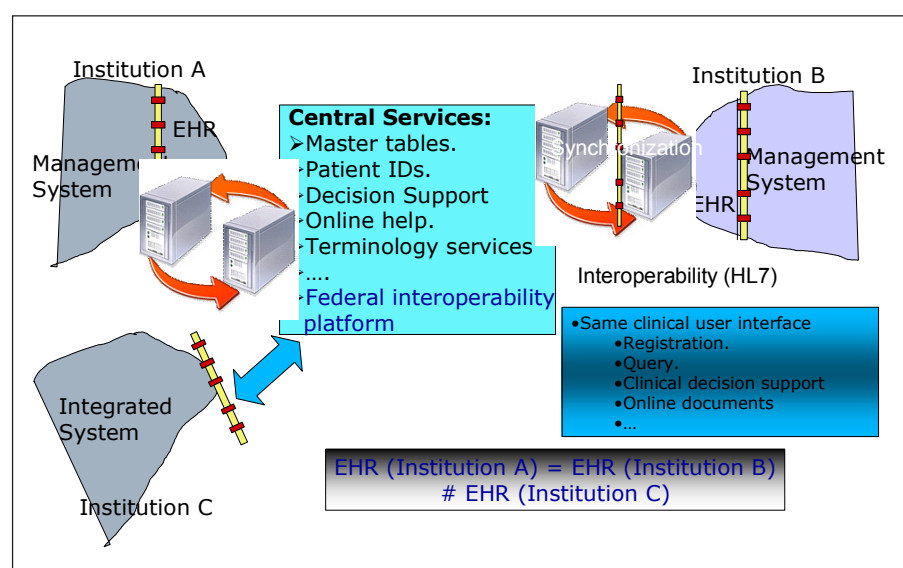 Institution A
EHR
Management
System
Central Services:
➢Master tables.
➢Patient IDs.
➢Decision Support
➢Online help.
➢Terminology services
➢….
➢Federal interoperability
platform
Synchronization
Institution B
Management
System
EHR
Interoperability (HL7)
•Same clinical user interface
•Registration.
•Query.
•Clinical decision support
•Online documents
•…
Integrated
System
Institution C
EHR (Institution A) = EHR (Institution B)
# EHR (Institution C)